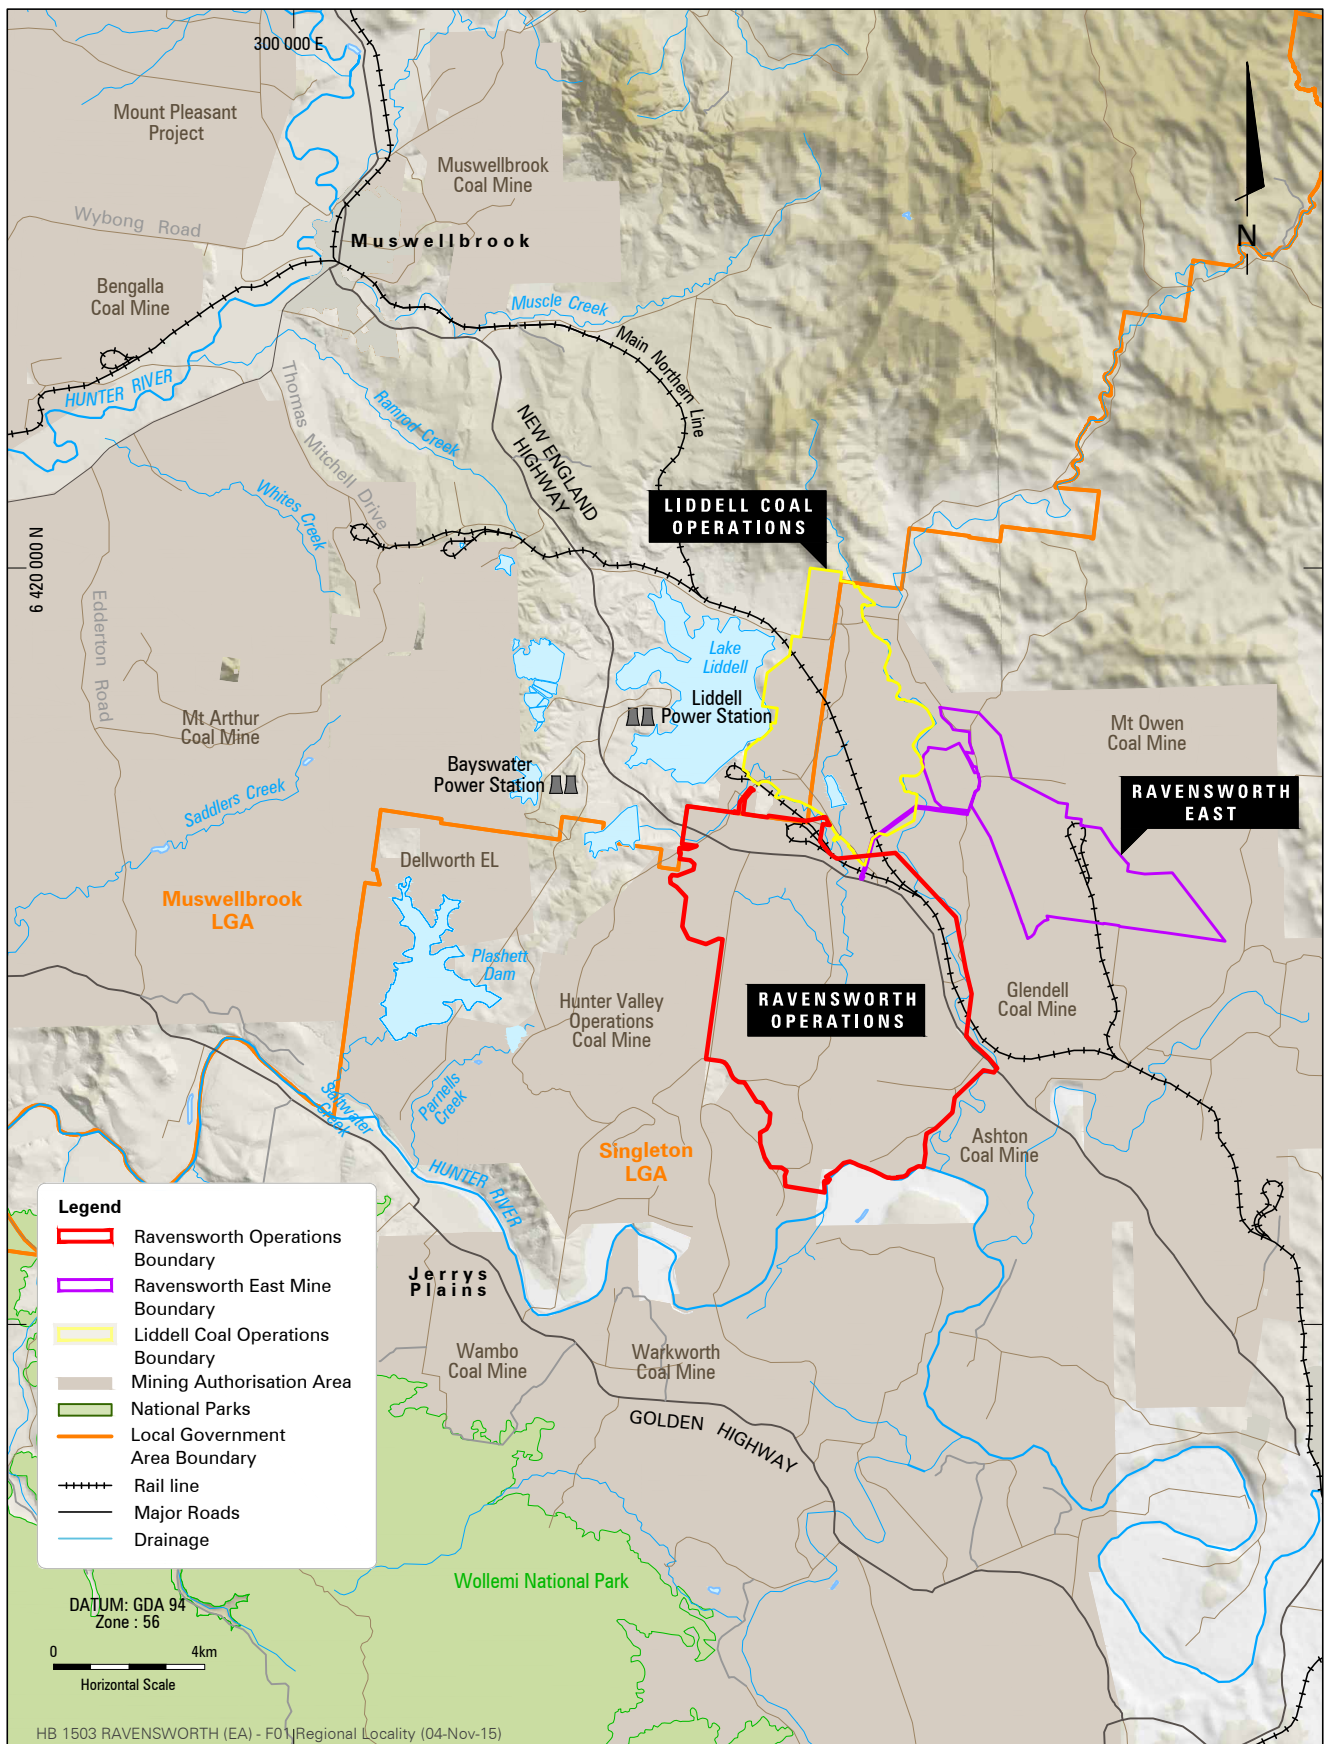 300 000 E
Mount Pleasant
Project
Muswellbrook
Coal Mine
Wybong Road
Muswellbrook
N
Bengalla
Coal Mine
Muscle Creek
Main Northern Line
HUNTER RIVER
Thomas Mitchell Drive
Ramrod Creek
NEW ENGLAND
HIGHWAY
Whites Creek
LIDDELL COAL
OPERATIONS
6 420 000 N
Edderton Road
Lake
Liddell
Liddell
Power Station
Mt Arthur
Coal Mine
Mt Owen
Coal Mine
Bayswater
Power Station
Saddlers Creek
RAVENSWORTH
EAST
Dellworth EL
Muswellbrook
LGA
Plashett
Dam
Hunter Valley
Operations
Coal Mine
RAVENSWORTH
OPERATIONS
Glendell
Coal Mine
Saltwater
Creek
Parnells
Creek
Ashton
Coal Mine
Singleton
LGA
HUNTER RIVER
Jerrys
Plains
Wambo
Coal Mine
Warkworth
Coal Mine
GOLDEN HIGHWAY
Wollemi National Park
Legend
Ravensworth Operations
Boundary
Ravensworth East Mine
Boundary
Liddell Coal Operations
Boundary
Mining Authorisation Area
National Parks
Local Government
Area Boundary
Rail line
Major Roads
Drainage
DATUM: GDA 94
Zone : 56
0 4km
Horizontal Scale
HB 1503 RAVENSWORTH (EA) - F01 Regional Locality (04-Nov-15)